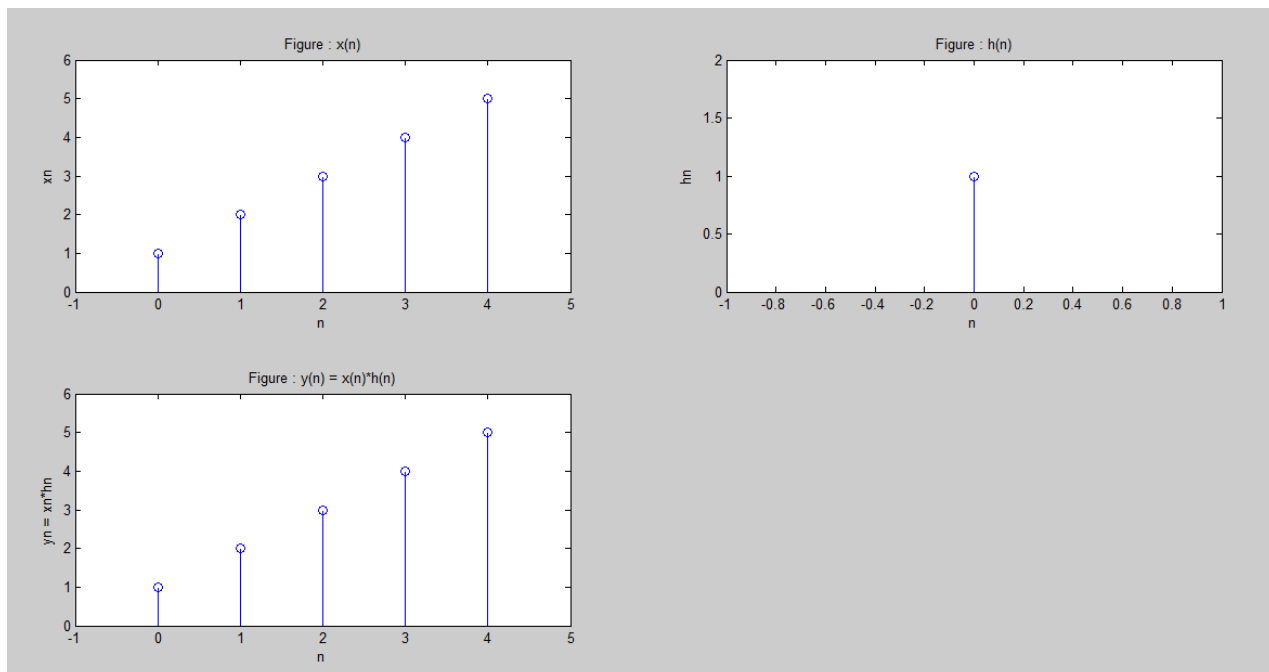 Figure : x(n)
6
5
4
3
2
1
0
xn
-1 0 1 2 3 4 5
n
Figure : h(n)
2
1.5
1
0.5
0
hn
-1 -0.8 -0.6 -0.4 -0.2 0 0.2 0.4 0.6 0.8 1
n
Figure : y(n) = x(n)*h(n)
6
5
4
3
2
1
0
yn = xn*hn
-1 0 1 2 3 4 5
n